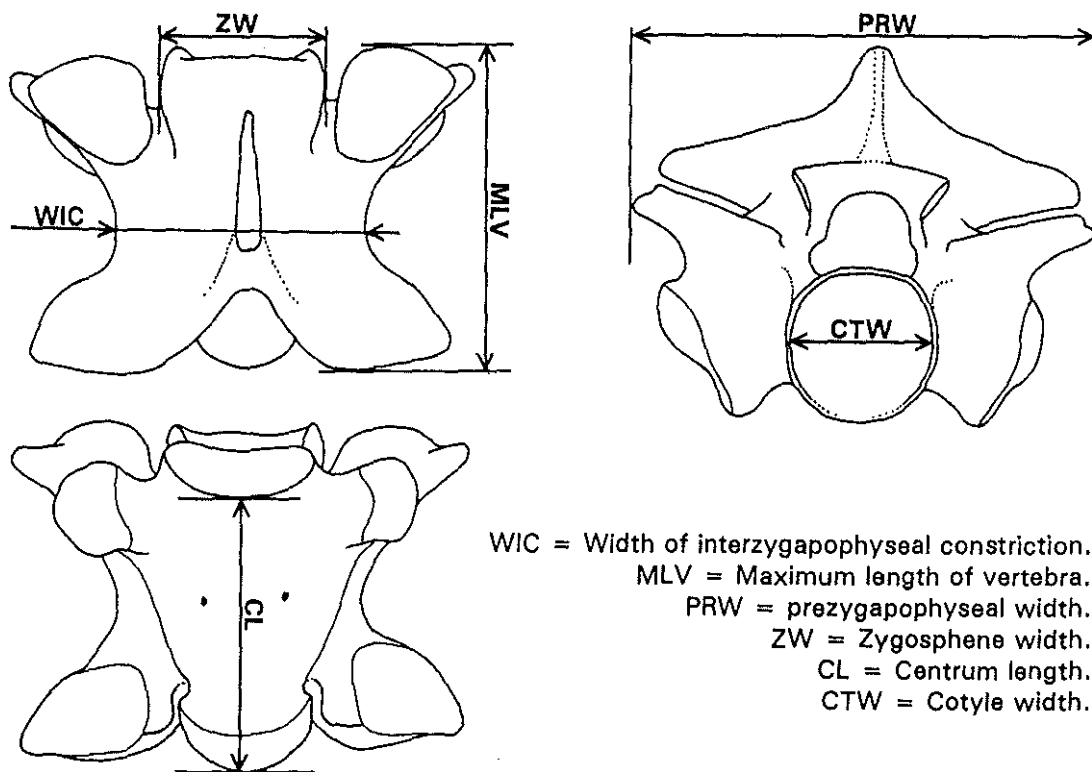 ZW
PRW
WIC
MLV
CTW
CL
WIC = Width of interzygapophyseal constriction.
MLV = Maximum length of vertebra.
PRW = prezygapophyseal width.
ZW = Zygosphene width.
CL = Centrum length.
CTW = Cotyle width.